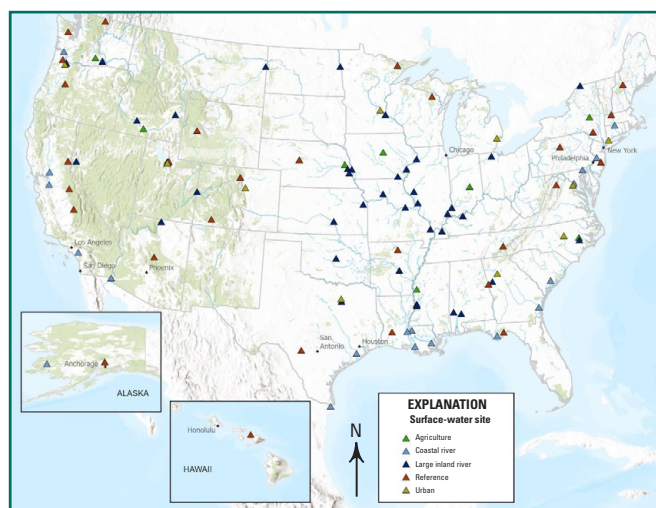 Chicago
New York
Philadelphia
Los Angeles
San Diego
Phoenix
San
Antonio
Houston
Anchorage
ALASKA
Honolulu
HAWAII
N
EXPLANATION
Surface-water site
Agriculture
Coastal river
Large inland river
Reference
Urban